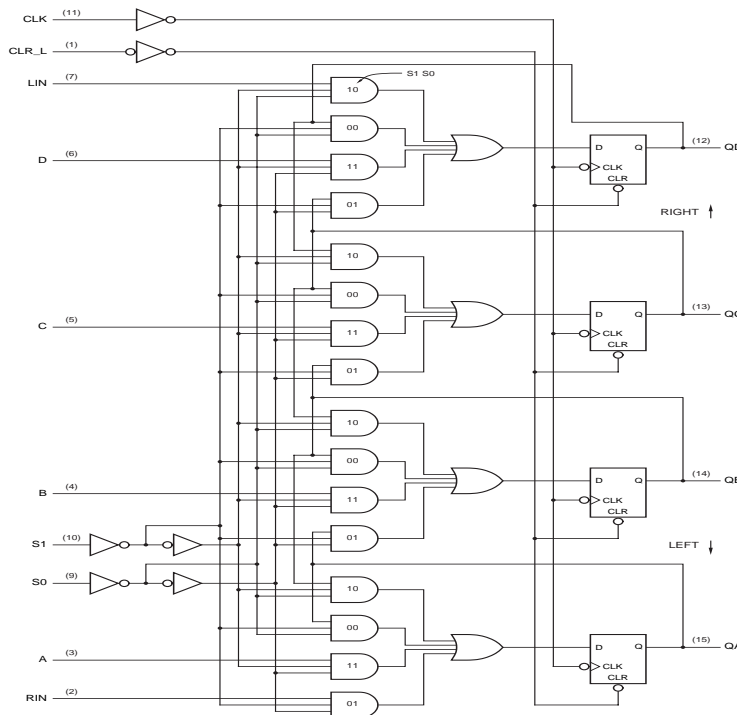 CLK (11)
CLR_L (1)
LIN (7)
S1 S0
10
00
D (6)
11
01
D Q
CLK
CLR
(12) QD
RIGHT
10
00
C (5)
11
01
D Q
CLK
CLR
(13)
10
00
B (4)
11
01
D Q
CLK
CLR
(14)
S1 (10)
LEFT
S0 (9)
10
00
A (3)
11
RIN (2)
01
D Q
CLK
CLR
(15) QA